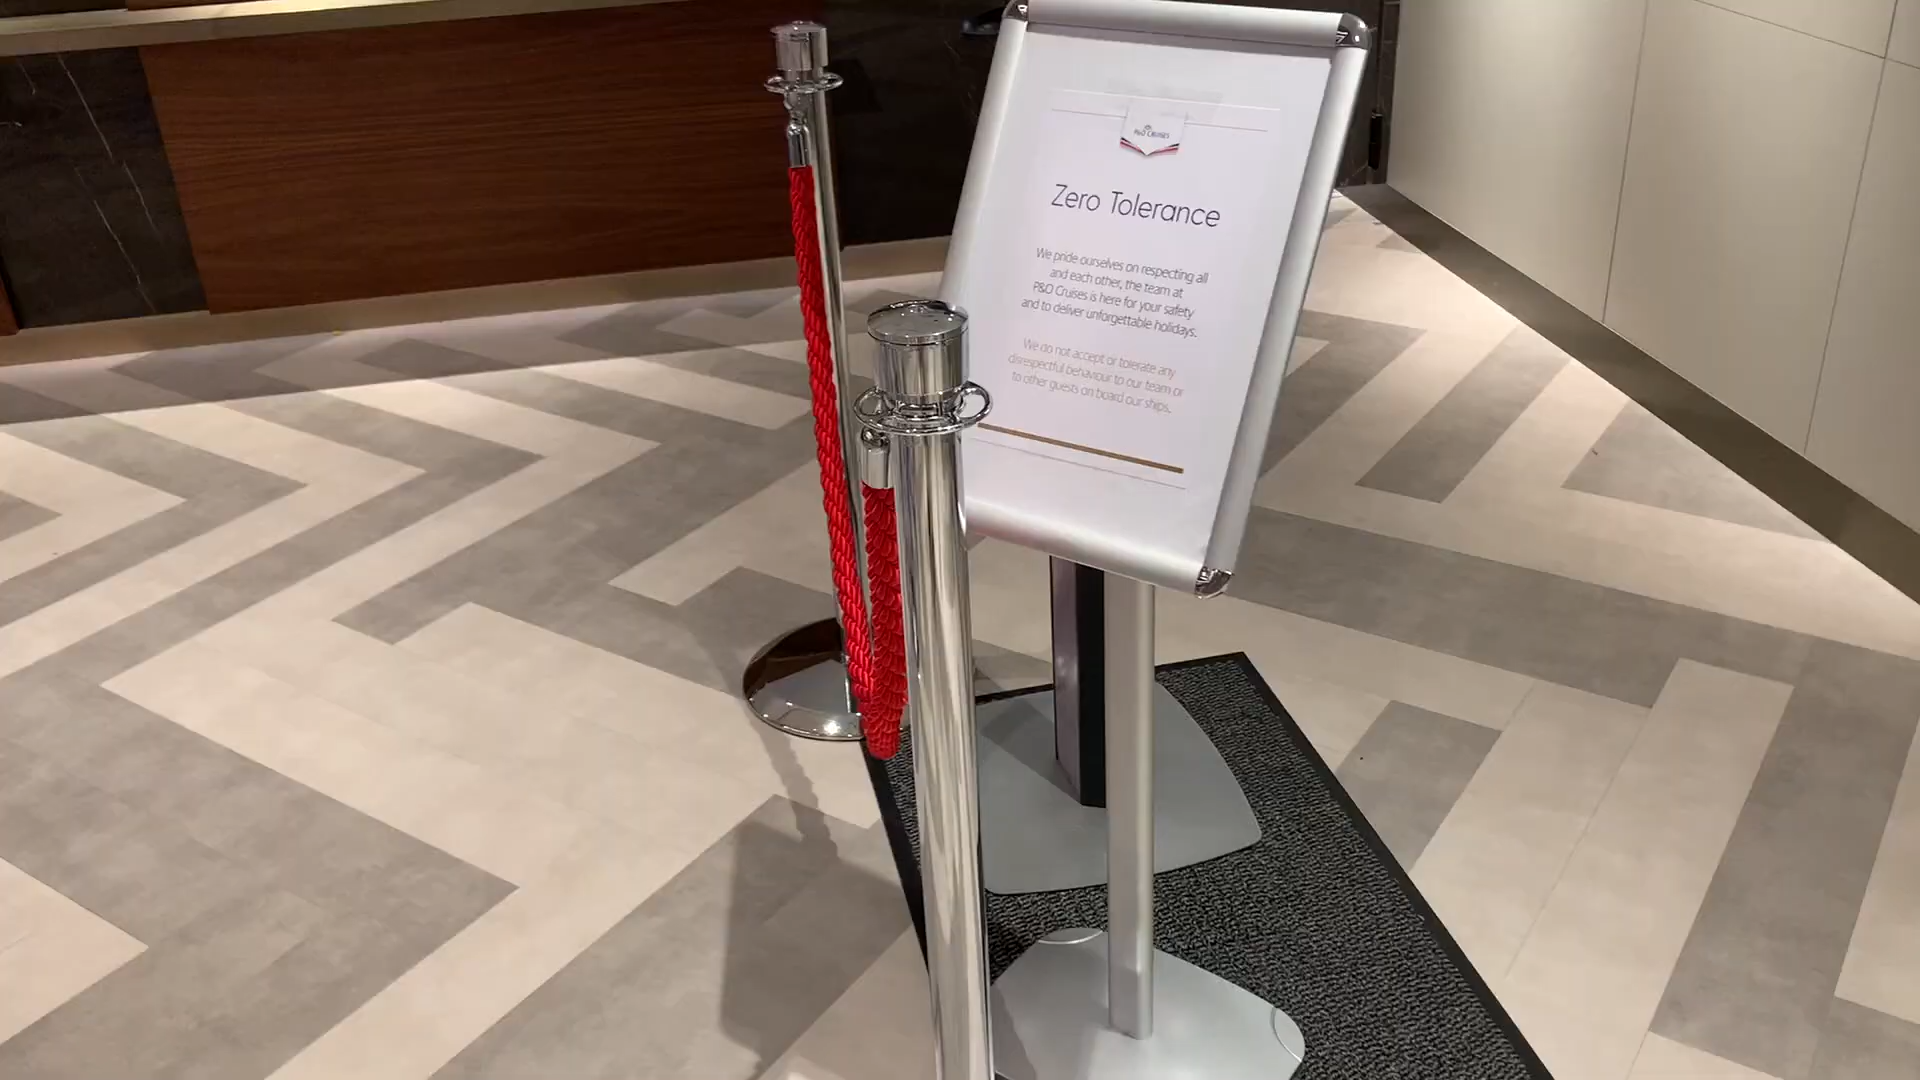 P&O CRUISES
Zero Tolerance
We pride ourselves on respecting all
and each other, the team at
P&O Cruises is here for your safety
and to deliver unforgettable holidays.
We do not accept or tolerate any
disrespectful behaviour to our team or
to other guests on board our ships.